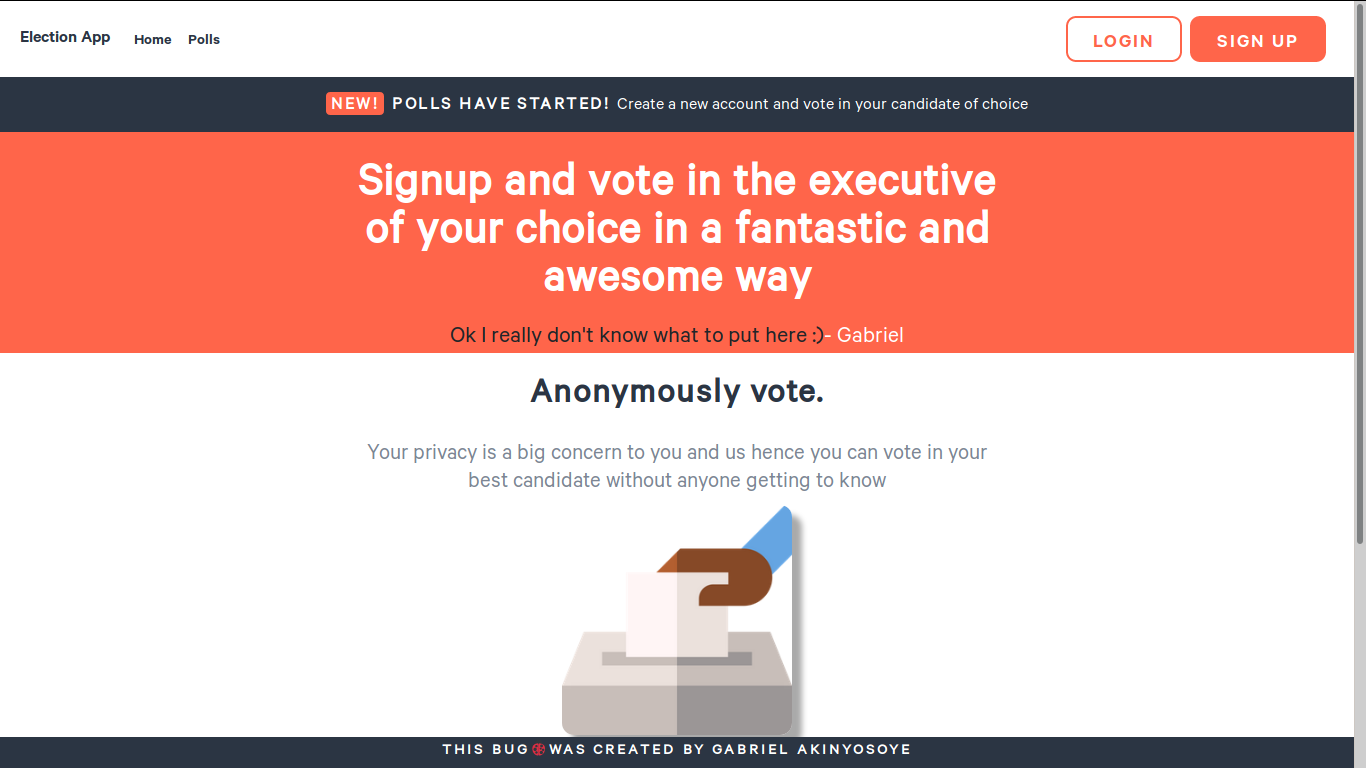 Election App Home Polls LOGIN SIGN UP
NEW! POLLS HAVE STARTED! Create a new account and vote in your candidate of choice
Signup and vote in the executive
of your choice in a fantastic and
awesome way
Ok I really don't know what to put here :)- Gabriel
Anonymously vote.
Your privacy is a big concern to you and us hence you can vote in your
best candidate without anyone getting to know
THIS BUG WAS CREATED BY GABRIEL AKINYOSOYE